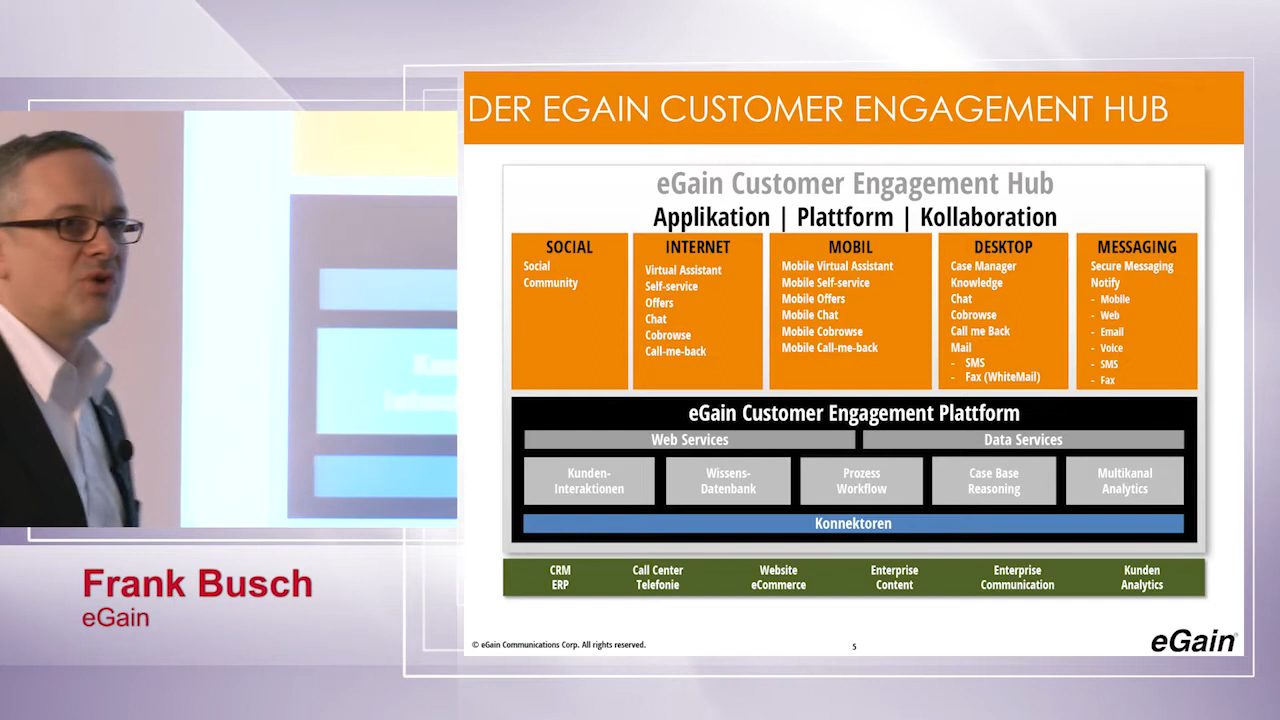 DER EGAIN CUSTOMER ENGAGEMENT HUB
eGain Customer Engagement Hub
Applikation | Plattform | Kollaboration
SOCIAL
Social
Community
INTERNET
Virtual Assistant
Self-service
Offers
Chat
Cobrowse
Call-me-back
MOBIL
Mobile Virtual Assistant
Mobile Self-service
Mobile Offers
Mobile Chat
Mobile Cobrowse
Mobile Call-me-back
DESKTOP
Case Manager
Knowledge
Chat
Cobrowse
Call me Back
Mail
- SMS
- Fax (WhiteMail)
MESSAGING
Secure Messaging
Notify
- Mobile
- Web
- Email
- Voice
- SMS
- Fax
eGain Customer Engagement Plattform
Web Services
Data Services
Kunden-
Interaktionen
Wissens-
Datenbank
Prozess
Workflow
Case Base
Reasoning
Multikanal
Analytics
Konnektoren
CRM
ERP
Call Center
Telefonie
Website
eCommerce
Enterprise
Content
Enterprise
Communication
Kunden
Analytics
© eGain Communications Corp. All rights reserved.
5
eGain
Frank Busch
eGain